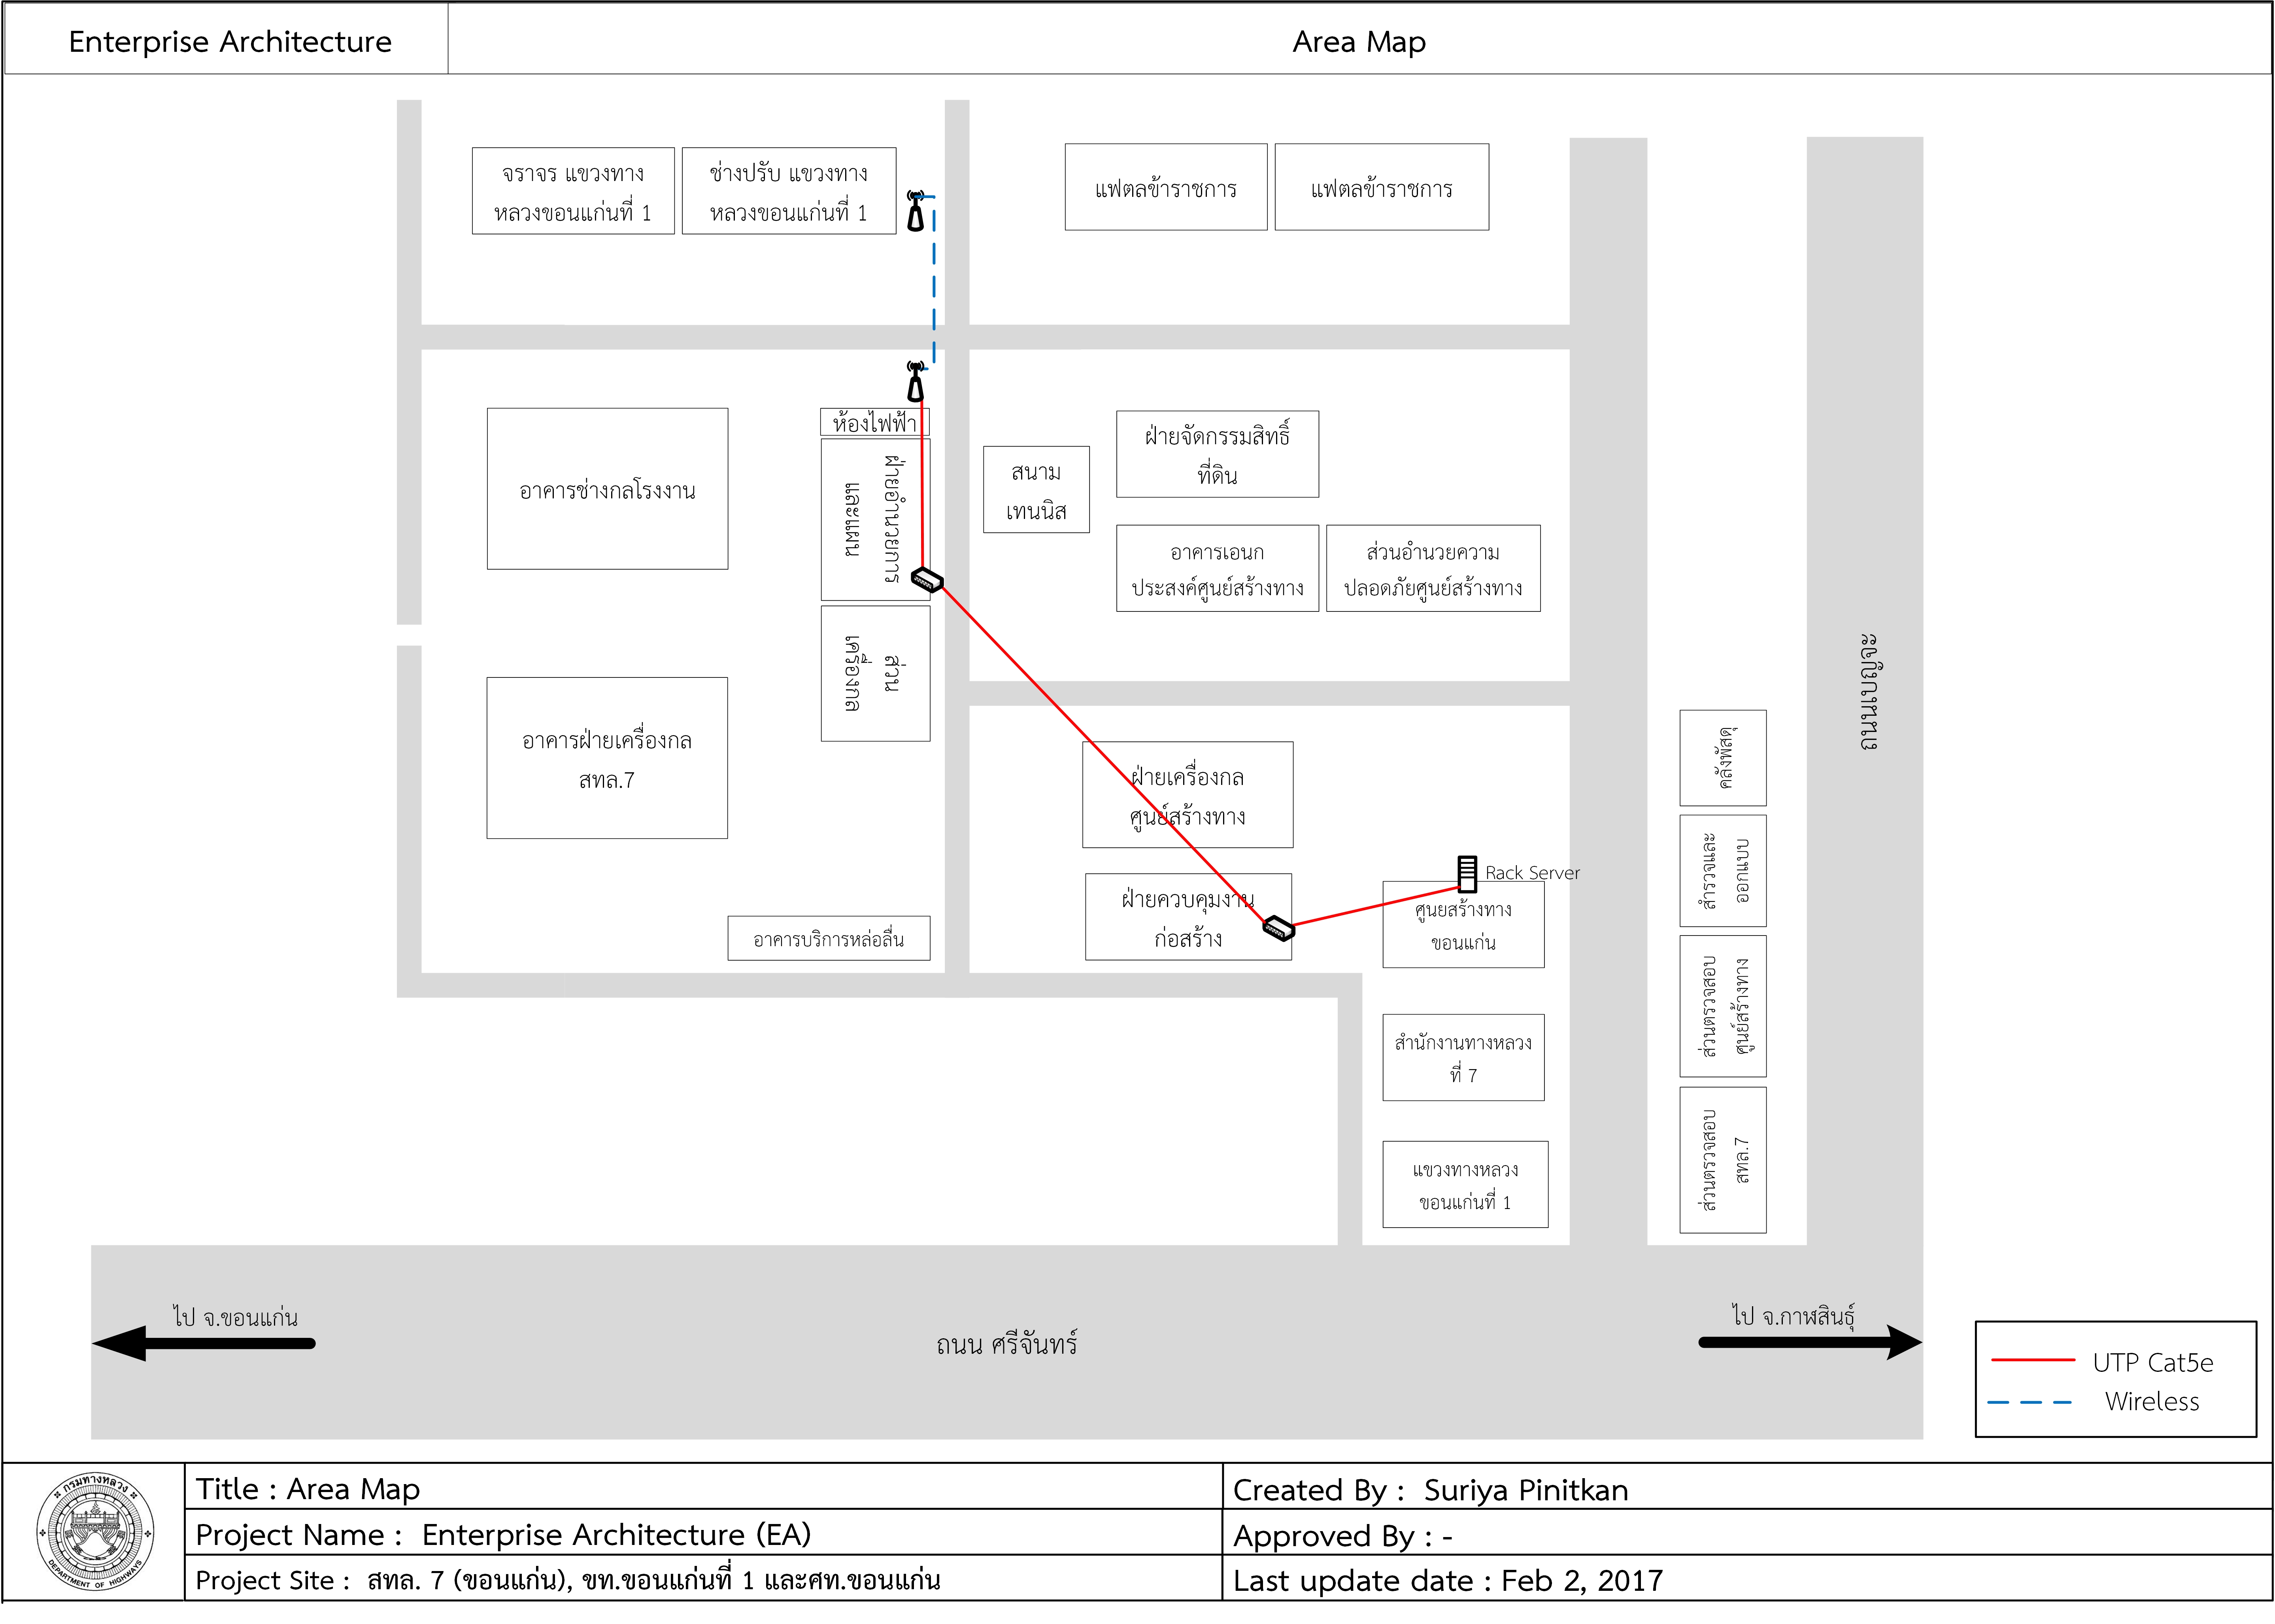 Enterprise Architecture
Area Map
จราจร แขวงทาง
หลวงขอนแก่นที่ 1
ช่างปรับ แขวงทาง
หลวงขอนแก่นที่ 1
แฟตลข้าราชการ
แฟตลข้าราชการ
ห้องไฟฟ้า
อาคารช่างกลโรงงาน
ฝ่ายอำนวยการ
และแผน
สนาม
เทนนิส
ฝ่ายจัดกรรมสิทธิ์
ที่ดิน
อาคารเอนก
ประสงค์ศูนย์สร้างทาง
ส่วนอำนวยความ
ปลอดภัยศูนย์สร้างทาง
ส่วน
เครื่องกล
อาคารฝ่ายเครื่องกล
สทล.7
ฝ่ายเครื่องกล
ศูนย์สร้างทาง
ถนนกัญจะ
คลังพัสดุ
สำรวจและ
ออกแบบ
Rack Server
ฝ่ายควบคุมงาน
ก่อสร้าง
ศูนยสร้างทาง
ขอนแก่น
อาคารบริการหล่อลื่น
ส่วนตรวจสอบ
ศูนย์สร้างทาง
สำนักงานทางหลวง
ที่ 7
ส่วนตรวจสอบ
สทล.7
แขวงทางหลวง
ขอนแก่นที่ 1
ไป จ.ขอนแก่น
ถนน ศรีจันทร์
ไป จ.กาฬสินธุ์
UTP Cat5e
Wireless
กรมทางหลวง
DEPARTMENT OF HIGHWAYS
Title : Area Map
Created By : Suriya Pinitkan
Project Name : Enterprise Architecture (EA)
Approved By : -
Project Site : สทล. 7 (ขอนแก่น), ขท.ขอนแก่นที่ 1 และศท.ขอนแก่น
Last update date : Feb 2, 2017